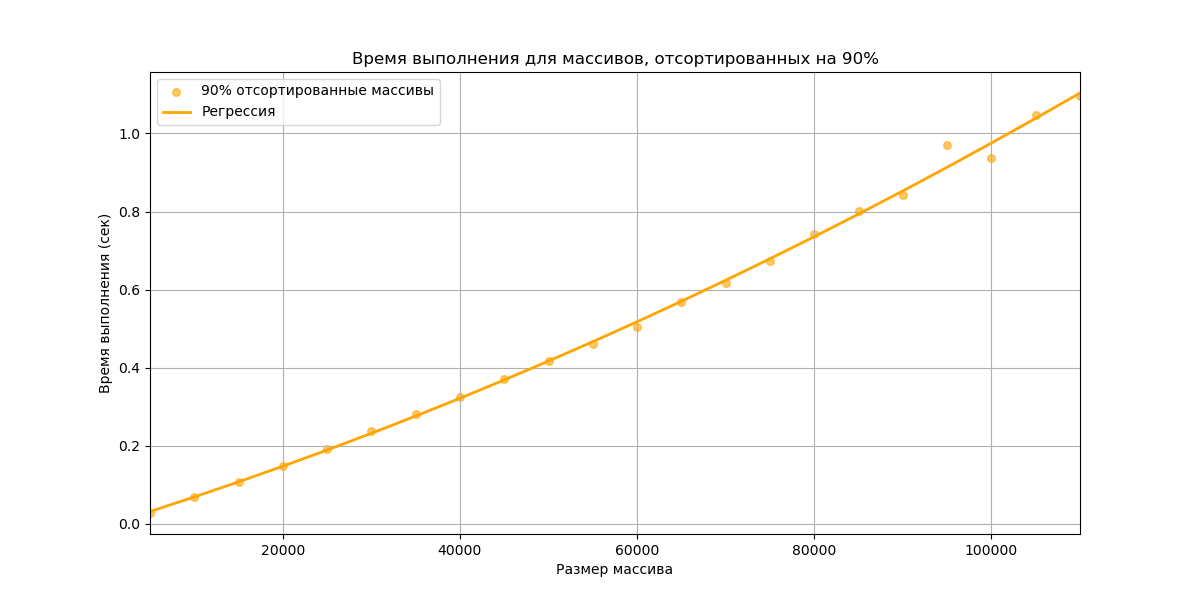 Время выполнения для массивов, отсортированных на 90%
90% отсортированные массивы
Регрессия
Время выполнения (сек)
1.0
0.8
0.6
0.4
0.2
0.0
20000 40000 60000 80000 100000
Размер массива